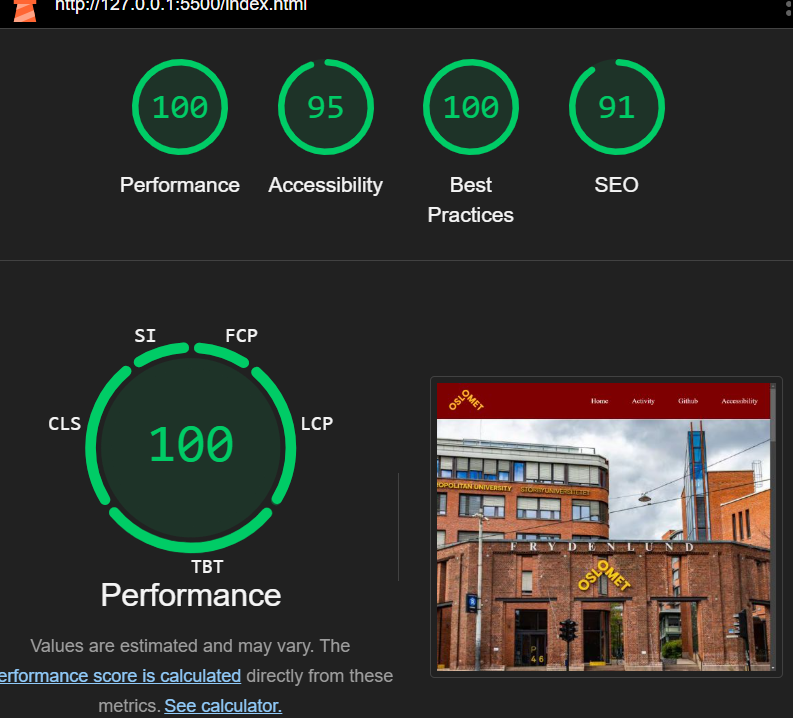 http://127.0.0.1:5500/index.html
100
95
100
91
Performance
Accessibility
Best
Practices
SEO
SI
FCP
CLS
LCP
100
TBT
Performance
Values are estimated and may vary. The
erformance score is calculated directly from these
metrics. See calculator.
OSLOMET
Home Activity Github Accessibility
OPOLITAN UNIVERSITY STORBYUNIVERSITETET
FRYDENLUND
OSLOMET
P
46